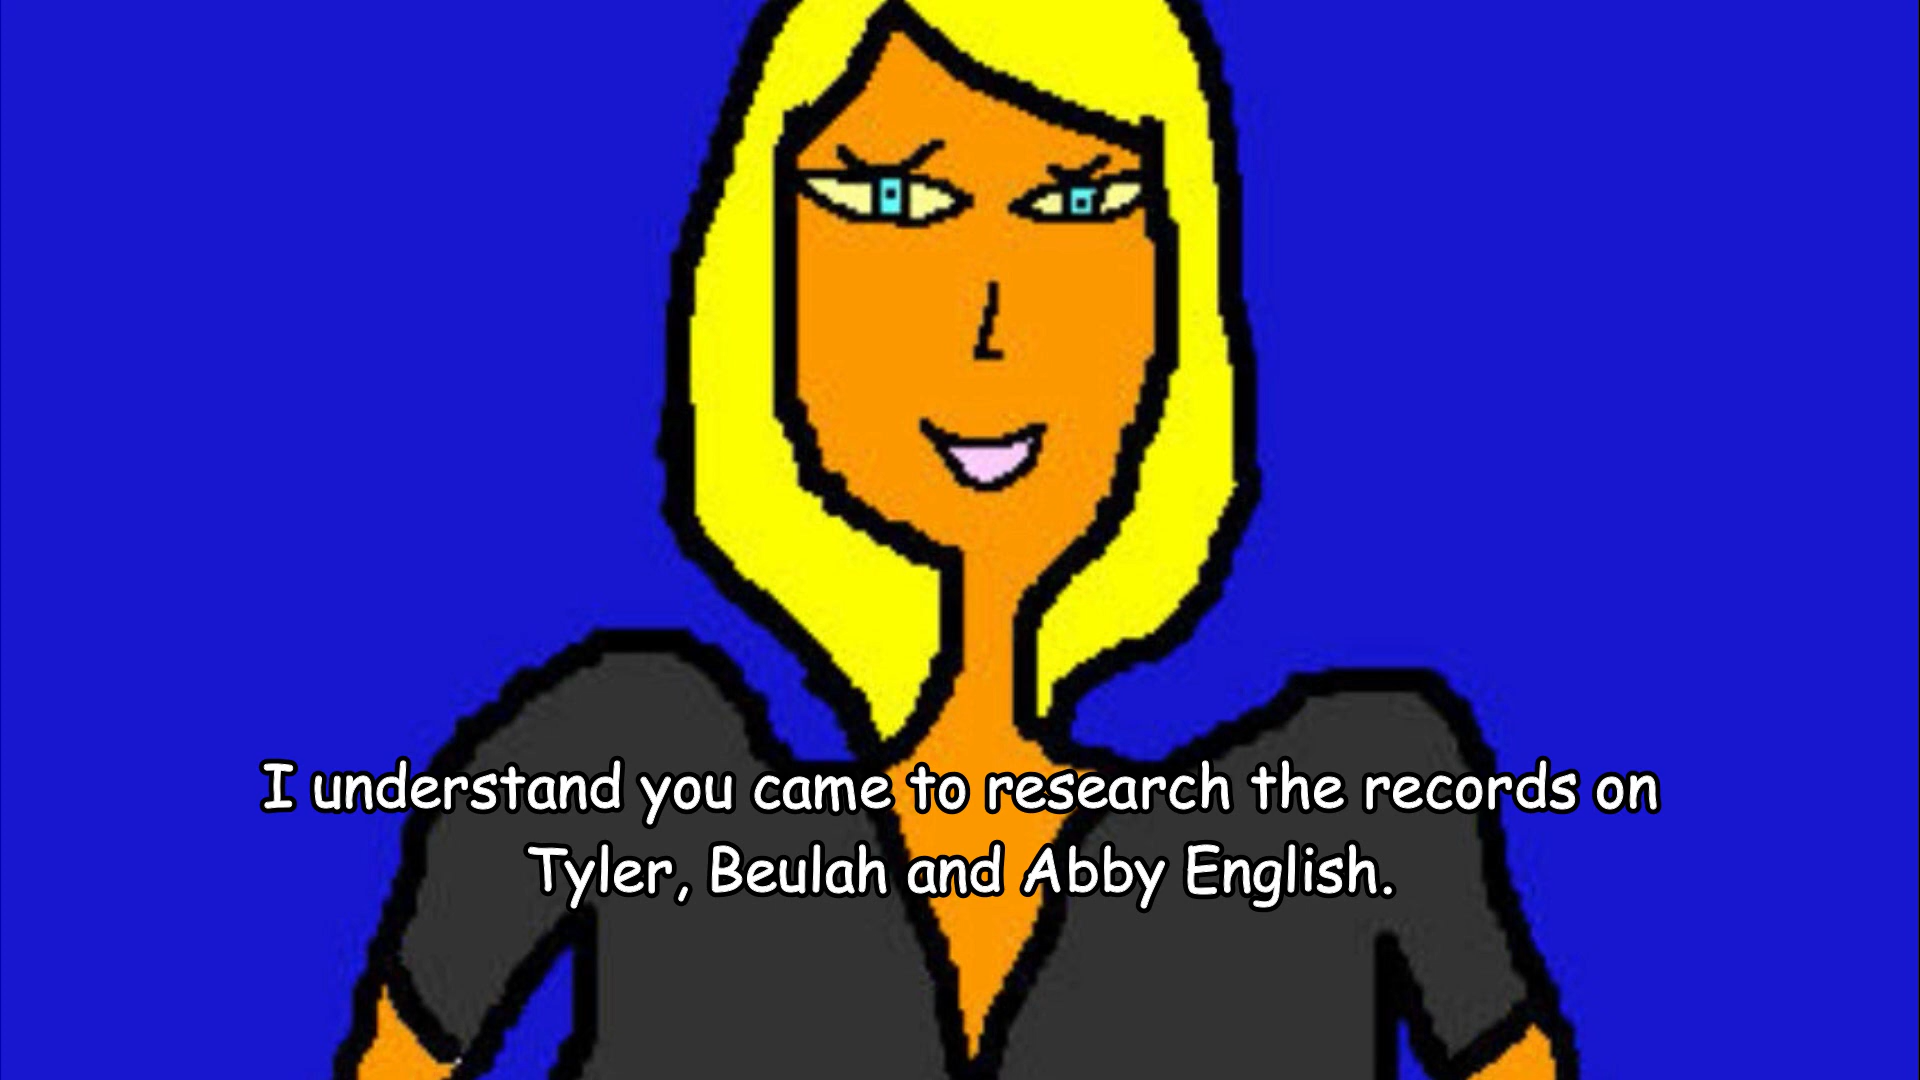 I understand you came to research the records on
Tyler, Beulah and Abby English.